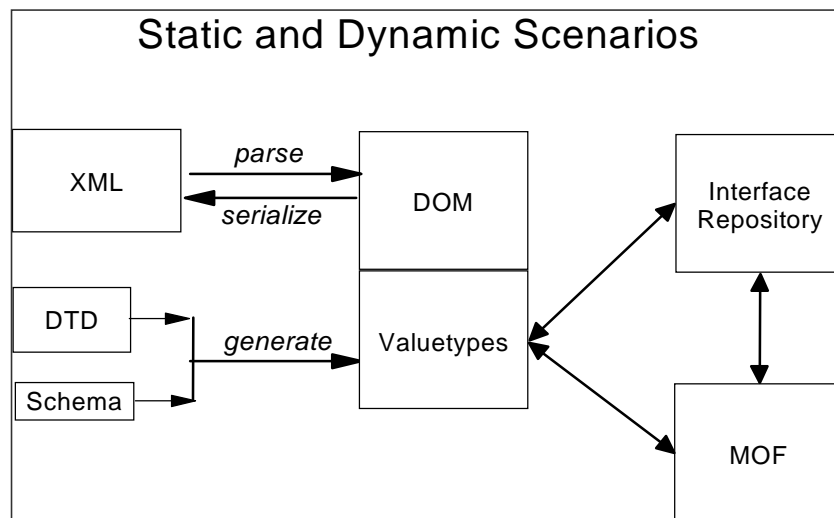 Static and Dynamic Scenarios
XML
parse
serialize
DOM
Interface
Repository
DTD
Schema
generate
Valuetypes
MOF